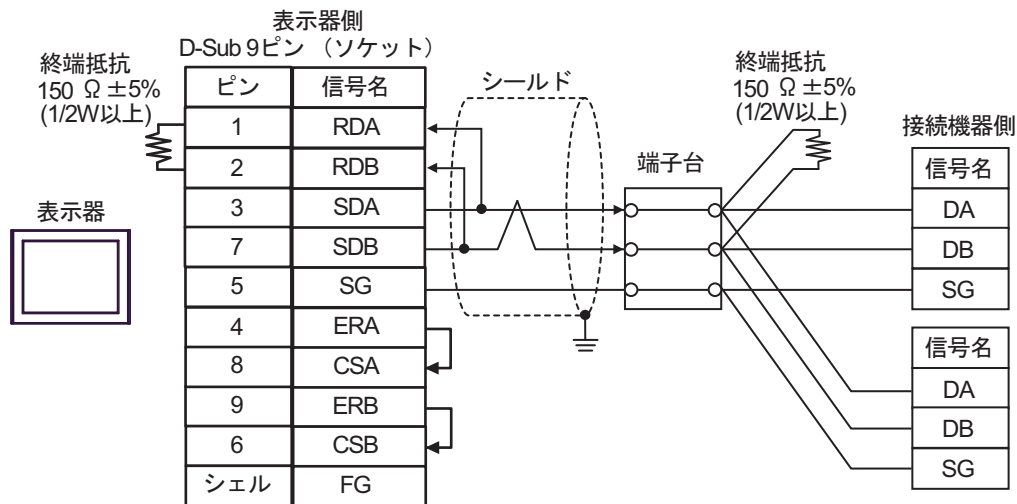 表示器側
D-Sub 9ピン (ソケット)
終端抵抗
150 Ω ±5%
(1/2W以上)
ピン 信号名
1 RDA
2 RDB
3 SDA
7 SDB
5 SG
4 ERA
8 CSA
9 ERB
6 CSB
シェル FG
表示器
シールド
端子台
終端抵抗
150 Ω ±5%
(1/2W以上)
接続機器側
信号名
DA
DB
SG
信号名
DA
DB
SG